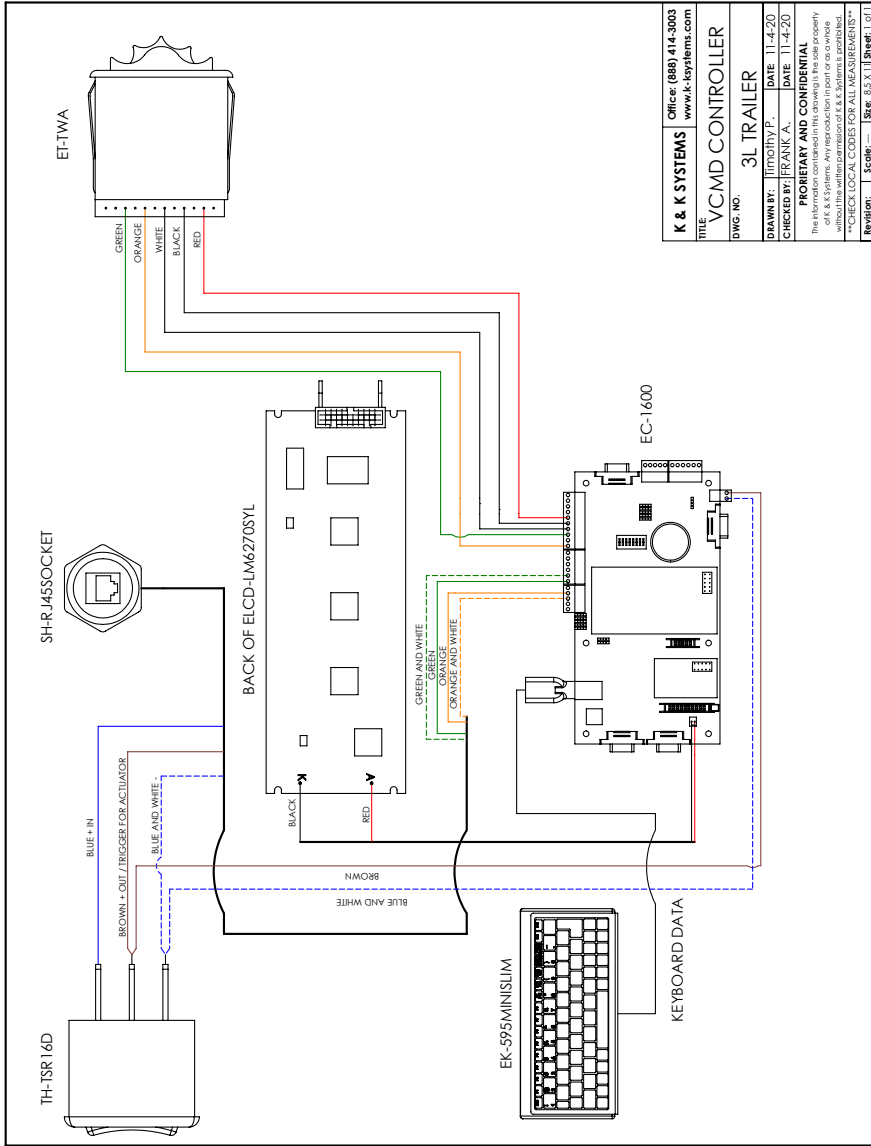 TH-TSR16D
BLUE + IN
BROWN + OUT / TRIGGER FOR ACTUATOR
BLUE AND WHITE -
SH-RJ45SOCKET
ET-TWA
GREEN
ORANGE
WHITE
BLACK
RED
BACK OF ELCD-LM6270SYL
K
A
BLACK
RED
GREEN AND WHITE
GREEN
ORANGE
ORANGE AND WHITE
BROWN
BLUE AND WHITE
EK-595MINISLIM
KEYBOARD DATA
EC-1600
K & K SYSTEMS
Office: (888) 414-3003
www.k-ksystems.com
TITLE:
VCMD CONTROLLER
DWG. NO.
3L TRAILER
DRAWN BY: Timothy P. DATE: 11-4-20
CHECKED BY: FRANK A. DATE: 11-4-20
PRORIETARY AND CONFIDENTIAL
The information contained in this drawing is the sole property
of K & K Systems. Any reproduction in part or as a whole
without the written permission of K & K Systems is prohibited.
**CHECK LOCAL CODES FOR ALL MEASUREMENTS**
Revision: Scale: --- Size: 8.5 X 11 Sheet: 1 of 1